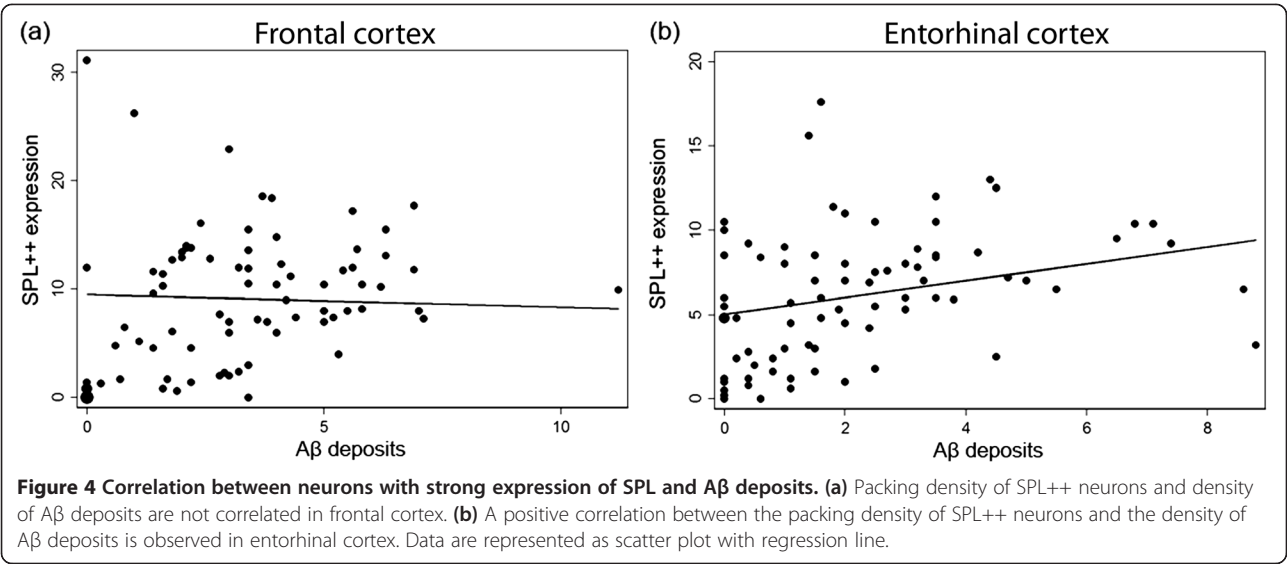 (a) Frontal cortex
30
20
10
0
SPL++ expression
0 5 10
Aβ deposits
(b) Entorhinal cortex
20
15
10
5
0
SPL++ expression
0 2 4 6 8
Aβ deposits
Figure 4 Correlation between neurons with strong expression of SPL and Aβ deposits. (a) Packing density of SPL++ neurons and density
of Aβ deposits are not correlated in frontal cortex. (b) A positive correlation between the packing density of SPL++ neurons and the density of
Aβ deposits is observed in entorhinal cortex. Data are represented as scatter plot with regression line.